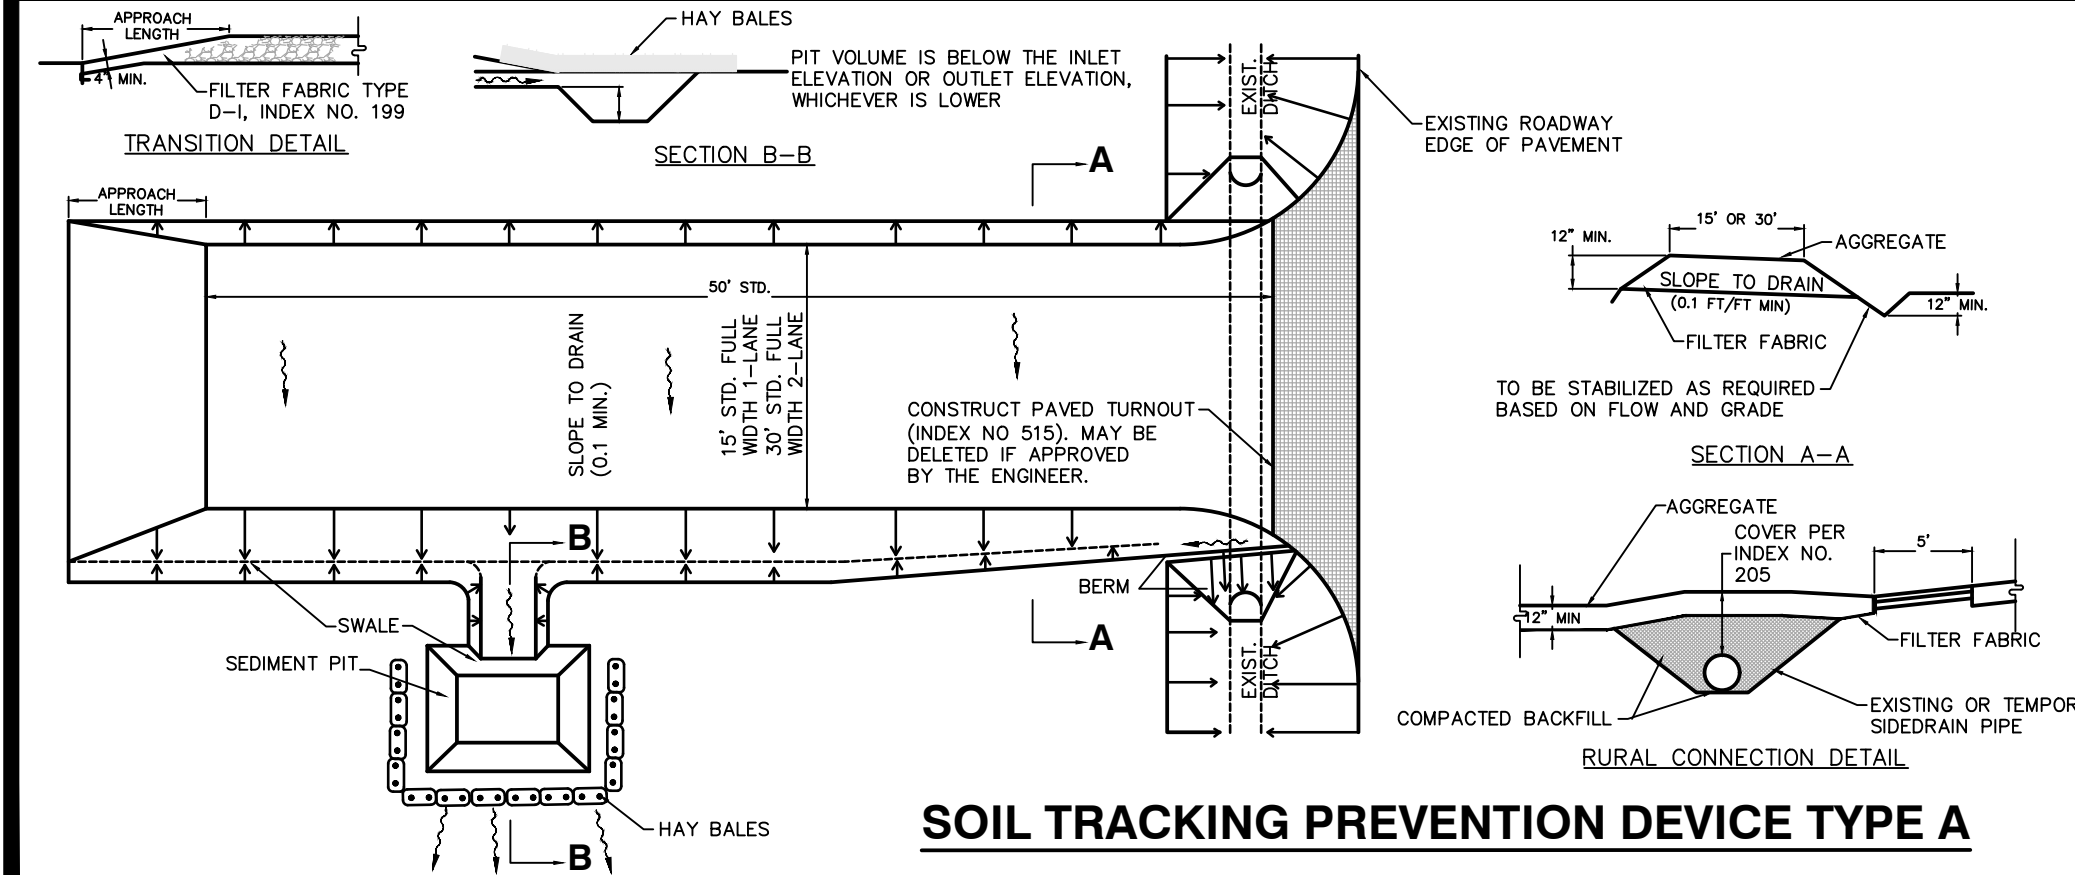 APPROACH
LENGTH
4" MIN.
FILTER FABRIC TYPE
D-I, INDEX NO. 199
TRANSITION DETAIL
HAY BALES
PIT VOLUME IS BELOW THE INLET
ELEVATION OR OUTLET ELEVATION,
WHICHEVER IS LOWER
SECTION B-B
A
EXIST.
DITCH
EXISTING ROADWAY
EDGE OF PAVEMENT
APPROACH
LENGTH
50' STD.
SLOPE TO DRAIN
(0.1 MIN.)
15' STD. FULL
WIDTH 1-LANE
30' STD. FULL
WIDTH 2-LANE
CONSTRUCT PAVED TURNOUT
(INDEX NO 515). MAY BE
DELETED IF APPROVED
BY THE ENGINEER.
B
BERM
A
EXIST.
DITCH
SWALE
SEDIMENT PIT
HAY BALES
B
15' OR 30'
12" MIN.
AGGREGATE
SLOPE TO DRAIN
(0.1 FT/FT MIN)
12" MIN.
FILTER FABRIC
TO BE STABILIZED AS REQUIRED
BASED ON FLOW AND GRADE
SECTION A-A
AGGREGATE
COVER PER
INDEX NO.
205
5'
12" MIN
FILTER FABRIC
COMPACTED BACKFILL
EXISTING OR TEMPOR
SIDEDRAIN PIPE
RURAL CONNECTION DETAIL
SOIL TRACKING PREVENTION DEVICE TYPE A